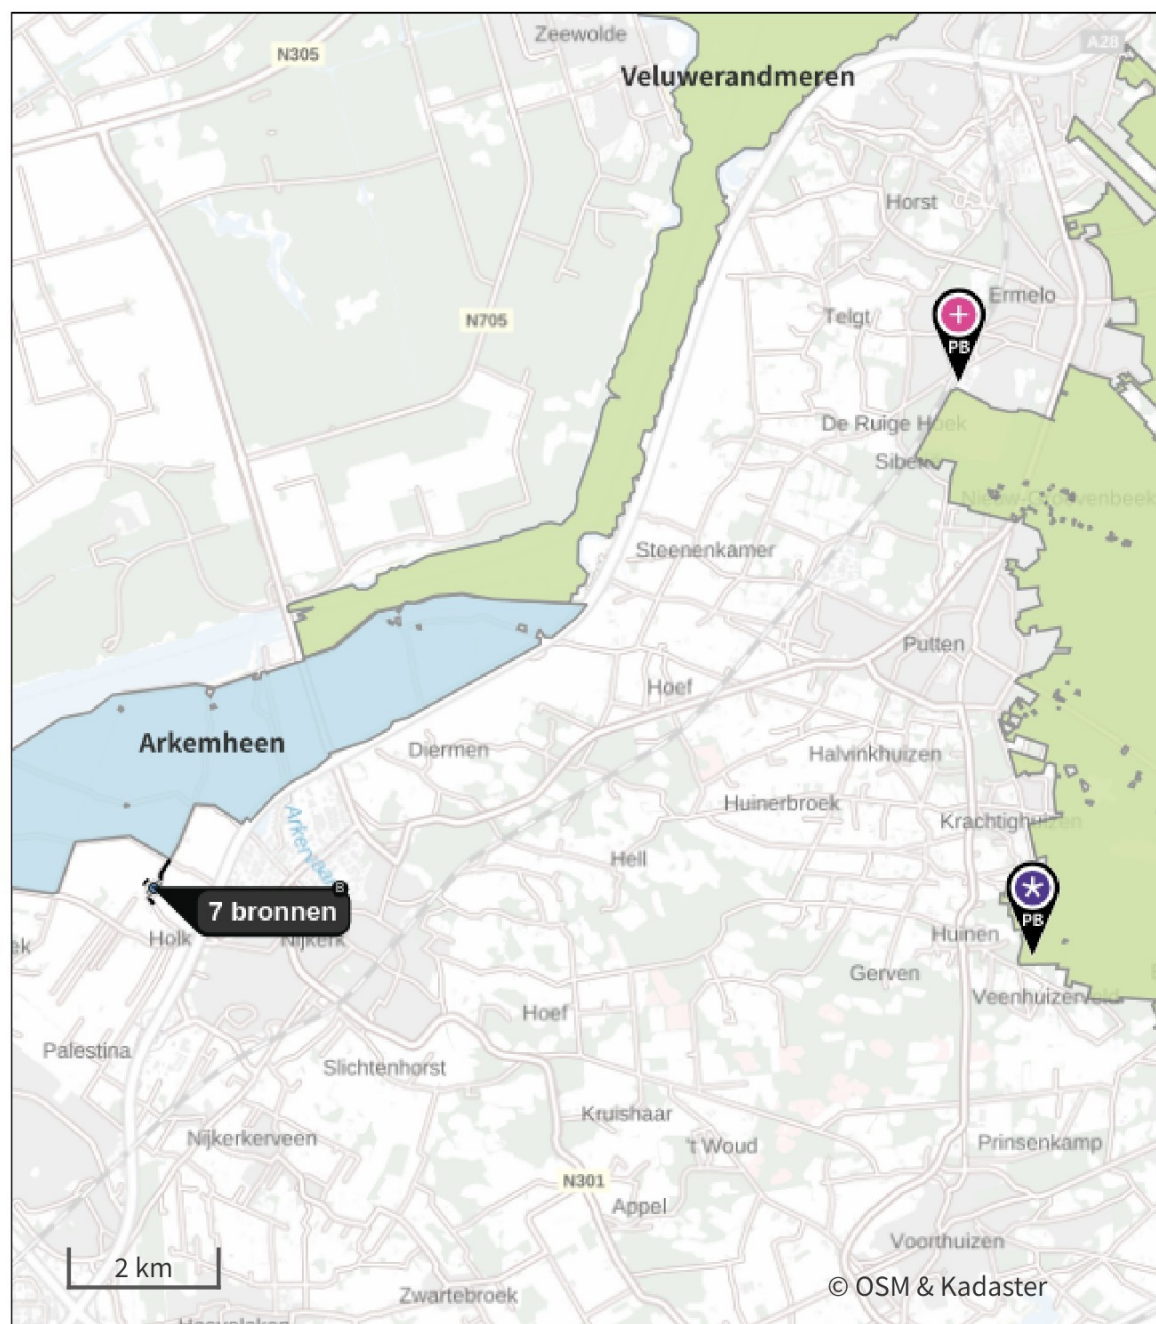 Zeewolde
A28
N305
Veluwerandmeren
Horst
Ermelo
Telgt
N705
PB
De Ruige Hoek
Nieuw-Groevenbeek
Steenenkamer
Putten
Hoef
Arkemheen
Diermen
Halvinkhuizen
Huinerbroek
Krachtighuizen
Hell
B
7 bronnen
PB
Holk
Nijkerk
Huinen
Gerven
Veenhuizerveld
Hoef
Palestina
Slichtenhorst
Kruishaar
Nijkerkerveen
't Woud
Prinsenkamp
N301
Appel
Voorthuizen
2 km
© OSM & Kadaster
Zwartebroek